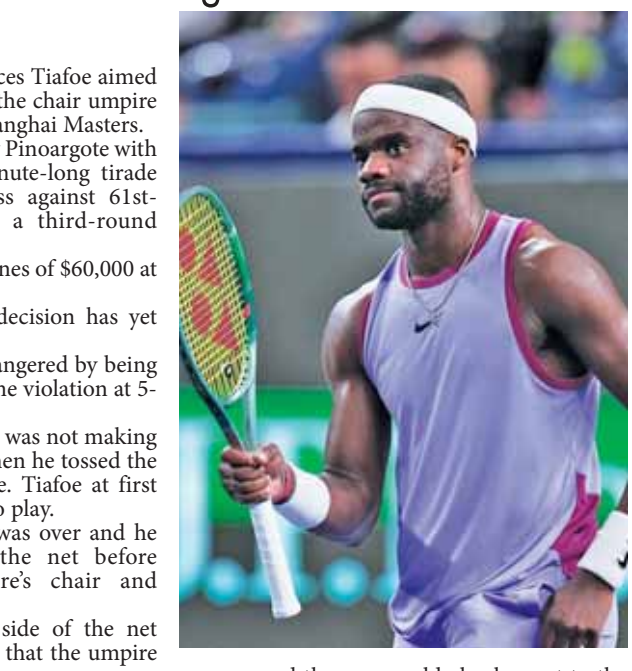 ces Tiafoe aimed
the chair umpire
anghai Masters.
Pinoargote with
nute-long tirade
ss against 61st-
a third-round
nes of $60,000 at
decision has yet
angered by being
ne violation at 5-
was not making
hen he tossed the
e. Tiafoe at first
o play.
was over and he
the net before
re's chair and
side of the net
that the umpire